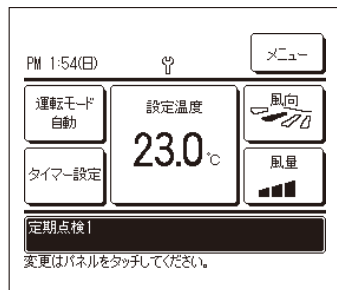 PM 1:54(日)
メニュー
運転モード
自動
設定温度
風向
23.0℃
タイマー設定
風量
定期点検1
変更はパネルをタッチしてください。